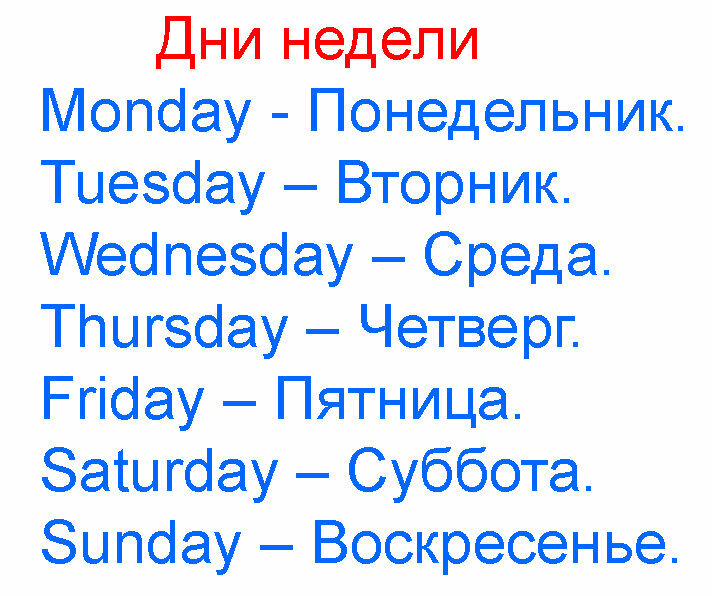 Дни недели
Monday - Понедельник.
Tuesday – Вторник.
Wednesday – Среда.
Thursday – Четверг.
Friday – Пятница.
Saturday – Суббота.
Sunday – Воскресенье.